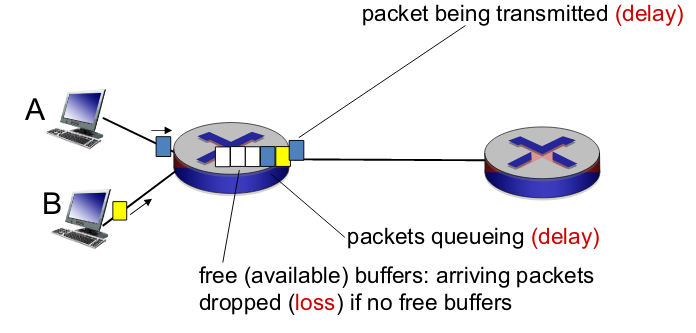 packet being transmitted (delay)
A
B
packets queueing (delay)
free (available) buffers: arriving packets
dropped (loss) if no free buffers